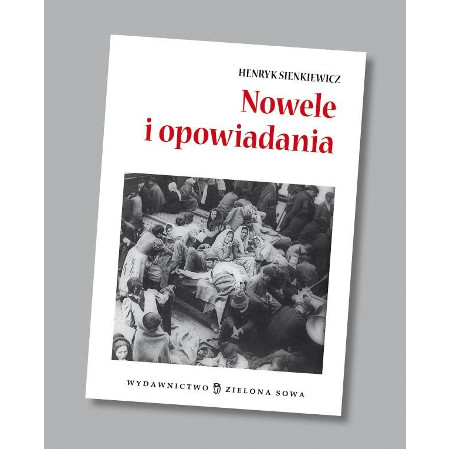 HENRYK SIENKIEWICZ
Nowele
i opowiadania
WYDAWNICTWO ZIELONA SOWA